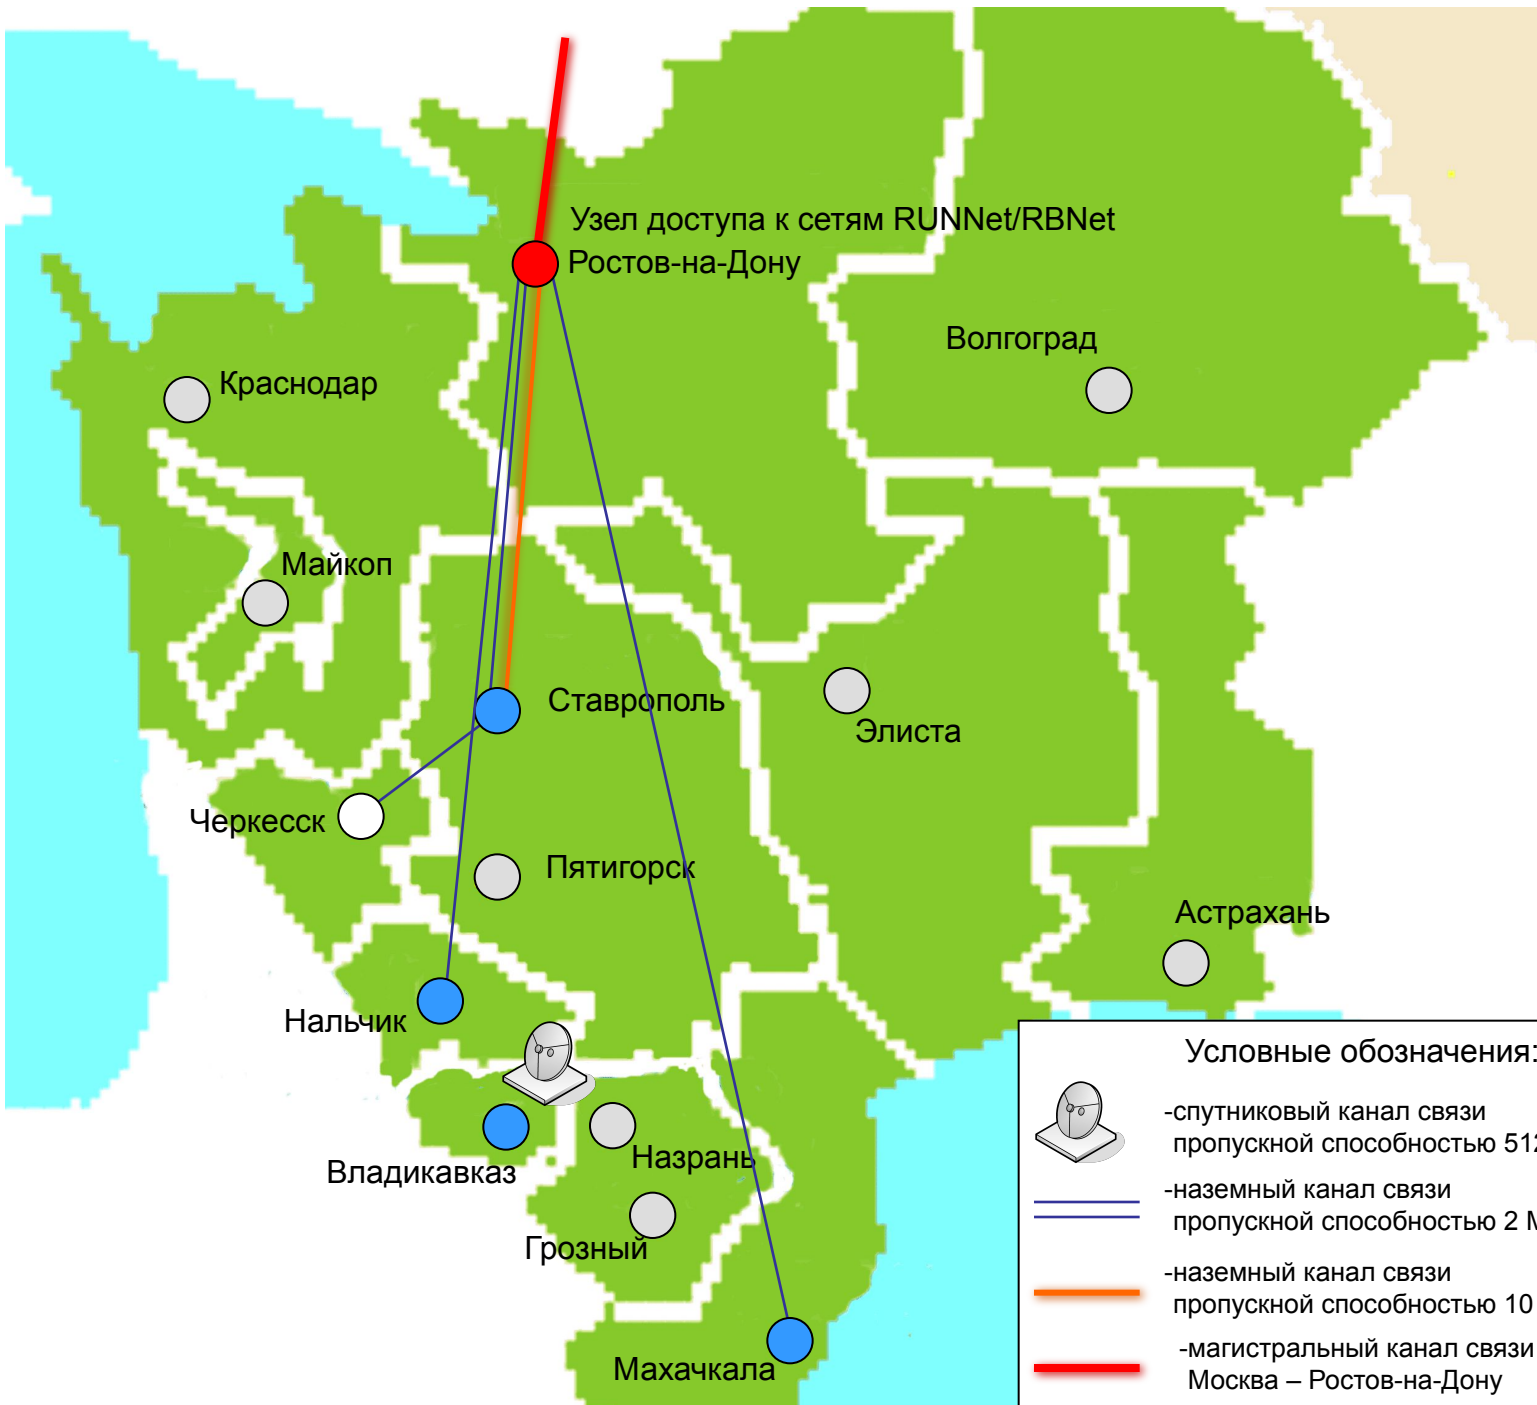 Узел доступа к сетям RUNNet/RBNet
Ростов-на-Дону
Волгоград
Краснодар
Майкоп
Ставрополь
Элиста
Черкесск
Пятигорск
Астрахань
Нальчик
Владикавказ
Назрань
Грозный
Махачкала
Условные обозначения:
-спутниковый канал связи
пропускной способностью 512
-наземный канал связи
пропускной способностью 2 М
-наземный канал связи
пропускной способностью 10
-магистральный канал связи
Москва – Ростов-на-Дону